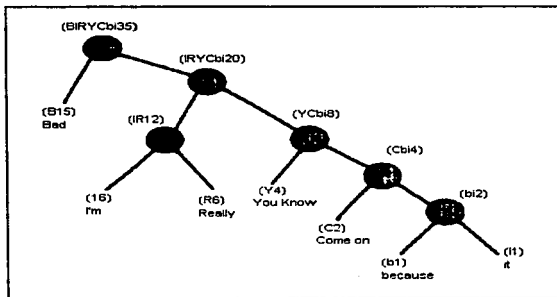 (BIRYCbi35)
(IRYCbi20)
(B15)
Bad
(IR12)
(YCbi8)
(Cbi4)
(16)
I'm
(R6)
Really
(Y4)
You Know
(bi2)
(C2)
Come on
(b1)
because
(I1)
it